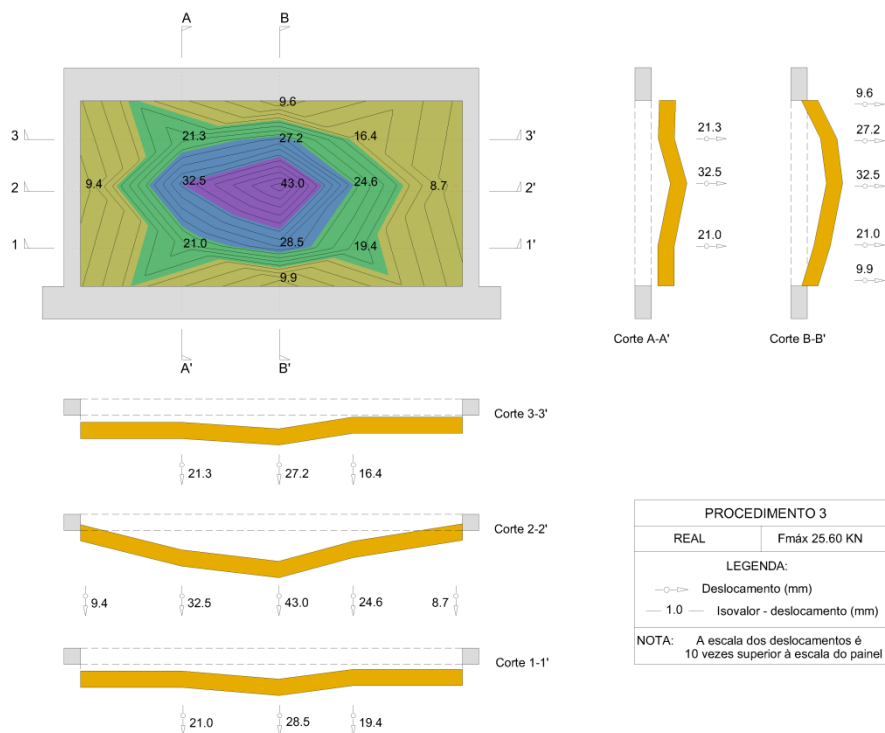 A
B
9.6
3
21.3
27.2
16.4
3'
2
9.4
32.5
43.0
24.6
8.7
2'
1
21.0
28.5
19.4
1'
9.9
A'
B'
21.3
32.5
21.0
Corte A-A'
9.6
27.2
32.5
21.0
9.9
Corte B-B'
Corte 3-3'
21.3
27.2
16.4
Corte 2-2'
9.4
32.5
43.0
24.6
8.7
Corte 1-1'
21.0
28.5
19.4
PROCEDIMENTO 3
REAL
Fmáx 25.60 KN
LEGENDA:
Deslocamento (mm)
1.0
Isovalor - deslocamento (mm)
NOTA: A escala dos deslocamentos é
10 vezes superior à escala do painel